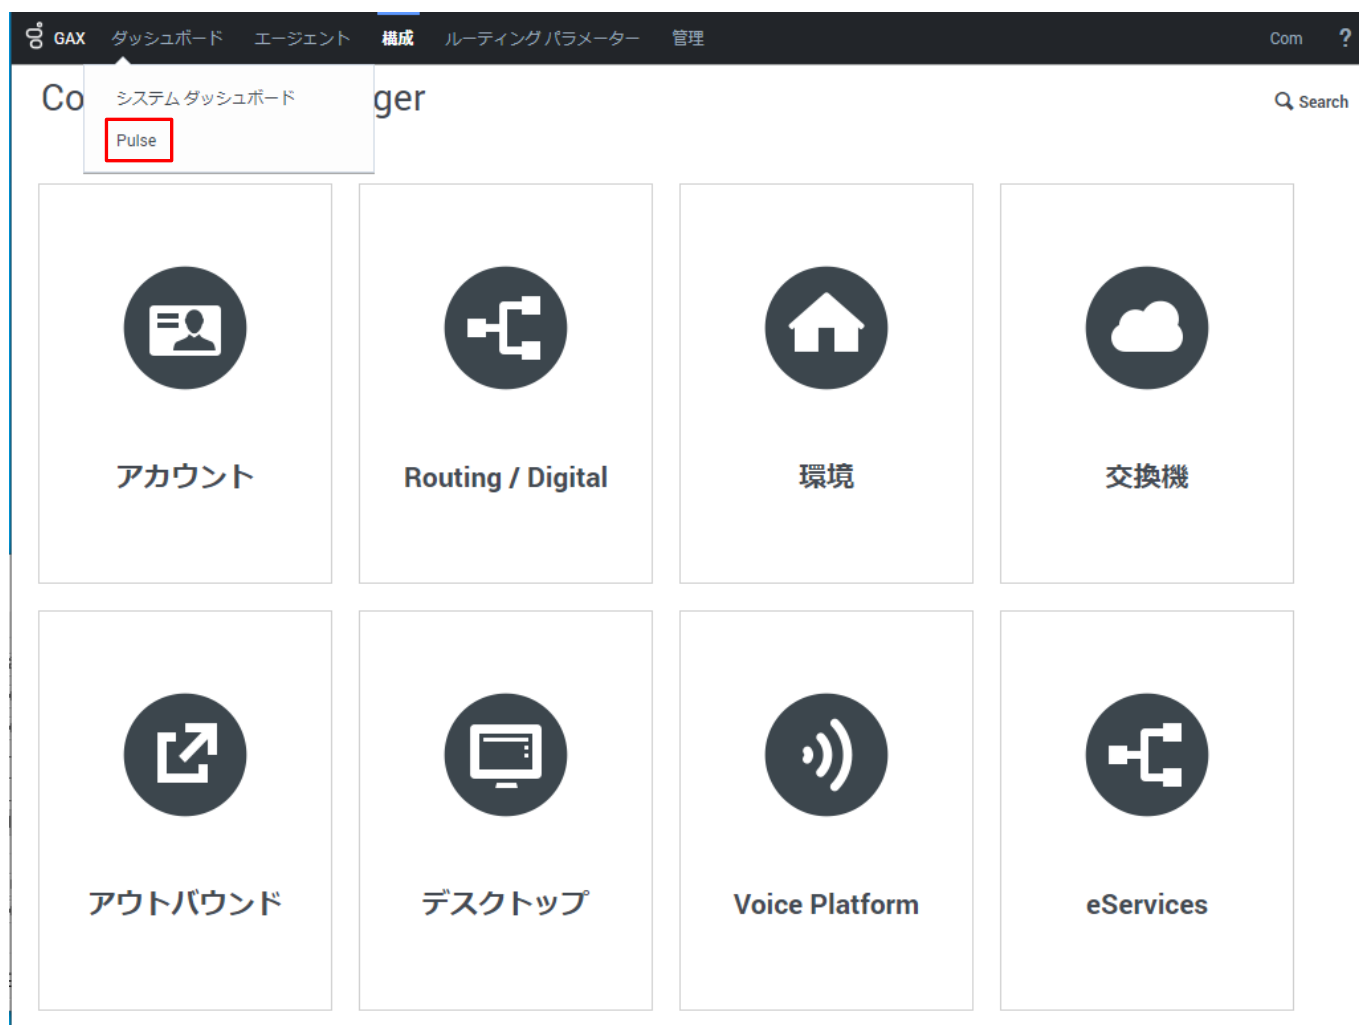 GAX ダッシュボード エージェント 構成 ルーティング パラメーター 管理 Com ?
Co ger
Search
システム ダッシュボード
Pulse
アカウント
Routing / Digital
環境
交換機
アウトバウンド
デスクトップ
Voice Platform
eServices